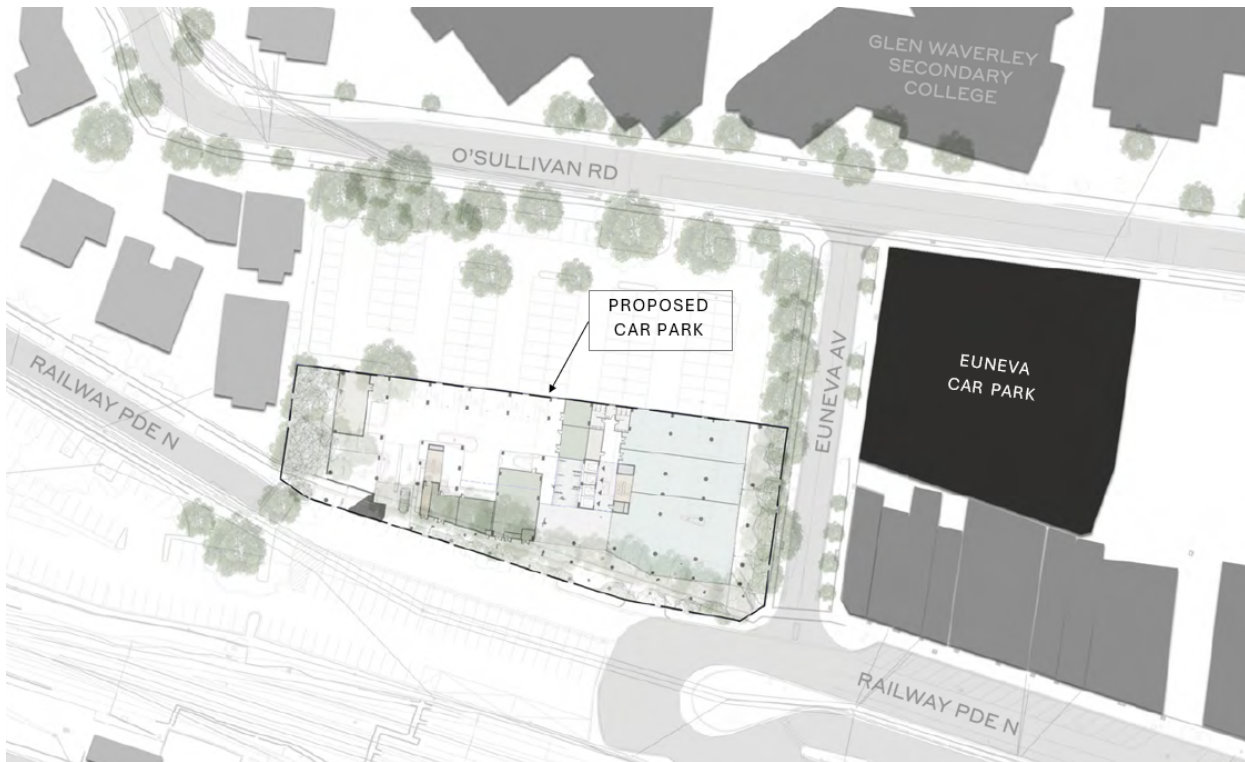 GLEN WAVERLEY
SECONDARY
COLLEGE
O'SULLIVAN RD
PROPOSED
CAR PARK
EUNEVA AV
EUNEVA
CAR PARK
RAILWAY PDE N
RAILWAY PDE N